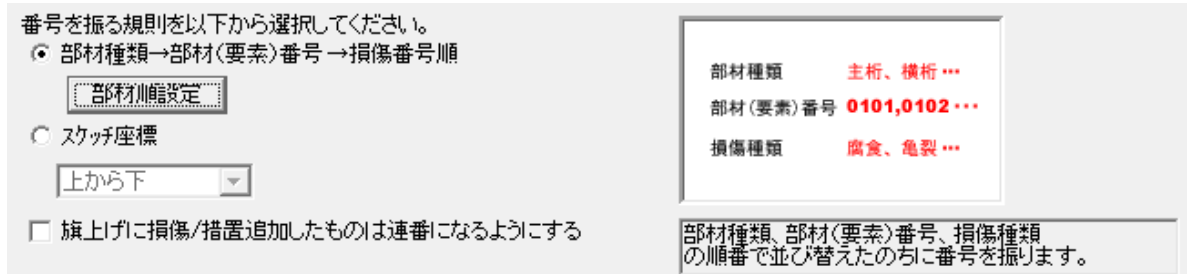 番号を振る規則を以下から選択してください。
部材種類→部材(要素)番号→損傷番号順
部材順設定
スケッチ座標
上から下
旗上げに損傷/措置追加したものは連番になるようにする
部材種類 主桁、横桁…
部材(要素)番号 0101,0102…
損傷種類 腐食、亀裂…
部材種類、部材(要素)番号、損傷種類
の順番で並び替えたのちに番号を振ります。